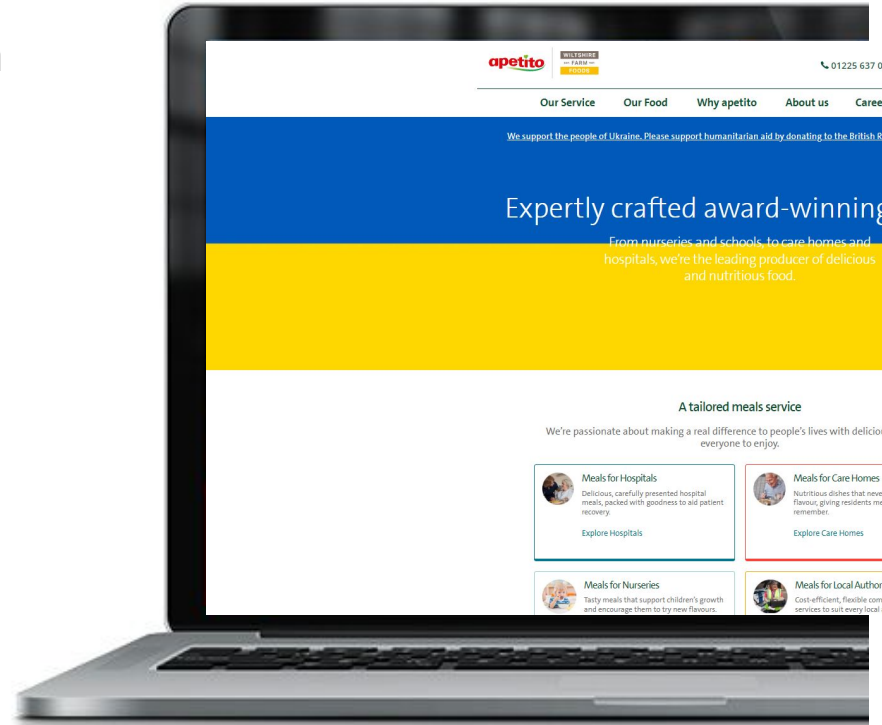 apetito
WILTSHIRE
FARM
FOODS
01225 637 0
Our Service Our Food Why apetito About us Caree
We support the people of Ukraine. Please support humanitarian aid by donating to the British R
Expertly crafted award-winning
From nurseries and schools, to care homes and
hospitals, we're the leading producer of delicious
and nutritious food.
A tailored meals service
We're passionate about making a real difference to people's lives with delicio
everyone to enjoy.
Meals for Hospitals
Delicious, carefully presented hospital
meals, packed with goodness to aid patient
recovery.
Explore Hospitals
Meals for Care Homes
Nutritious dishes that neve
flavour, giving residents me
remember.
Explore Care Homes
Meals for Nurseries
Tasty meals that support children's growth
and encourage them to try new flavours.
Meals for Local Author
Cost-efficient, flexible com
services to suit every local